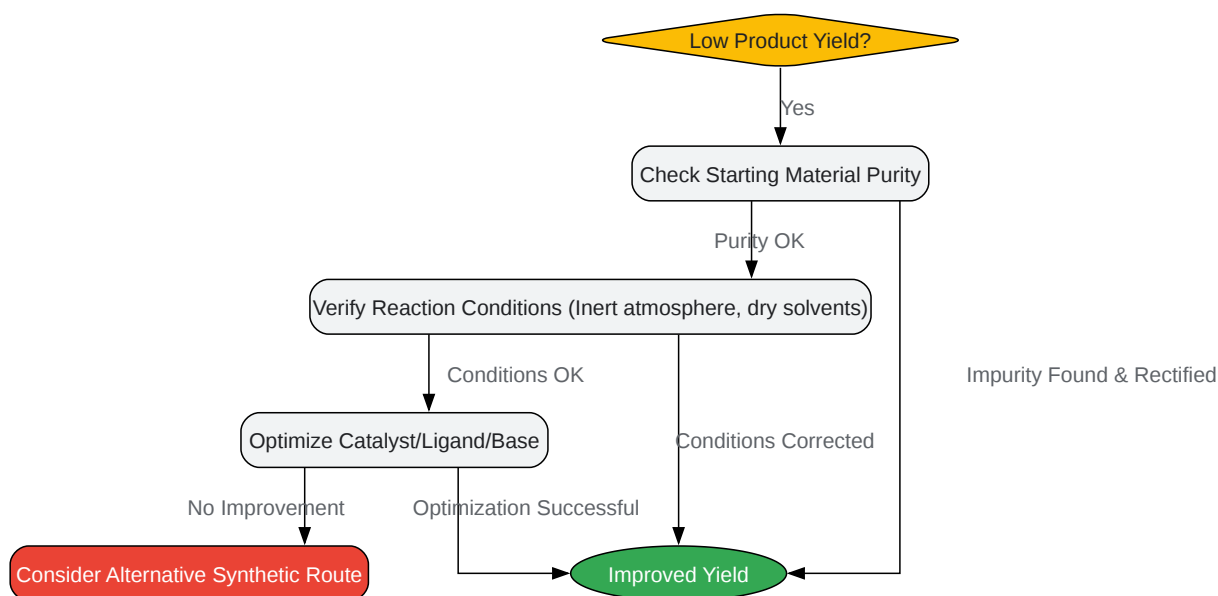 Low Product Yield?
Yes
Check Starting Material Purity
Purity OK
Verify Reaction Conditions (Inert atmosphere, dry solvents)
Conditions OK
Impurity Found & Rectified
Optimize Catalyst/Ligand/Base
Conditions Corrected
No Improvement
Optimization Successful
Consider Alternative Synthetic Route
Improved Yield